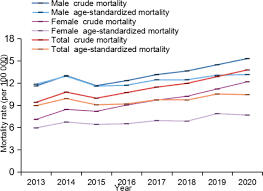 Male crude mortality
Male age-standardized mortality
Female crude mortality
Female age-standardized mortality
Total crude mortality
Total age-standardized mortality
Mortality rate (per 100 000)
18
15
12
9
6
3
0
2013 2014 2015 2016 2017 2018 2019 2020
Year